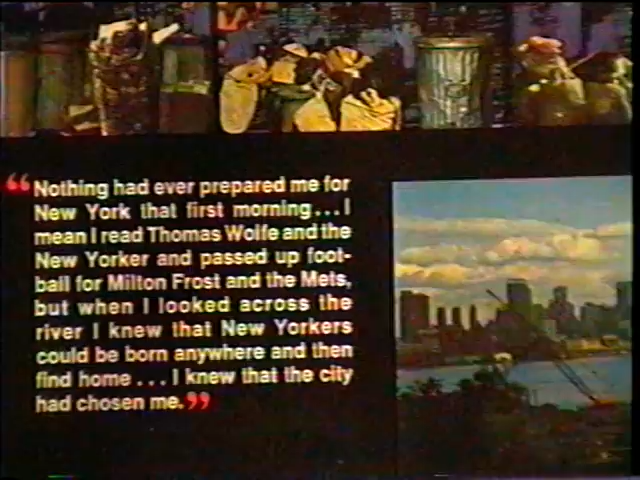 “Nothing had ever prepared me for
New York that first morning...I
mean I read Thomas Wolfe and the
New Yorker and passed up foot-
ball for Milton Frost and the Mets,
but when I looked across the
river I knew that New Yorkers
could be born anywhere and then
find home...I knew that the city
had chosen me.”